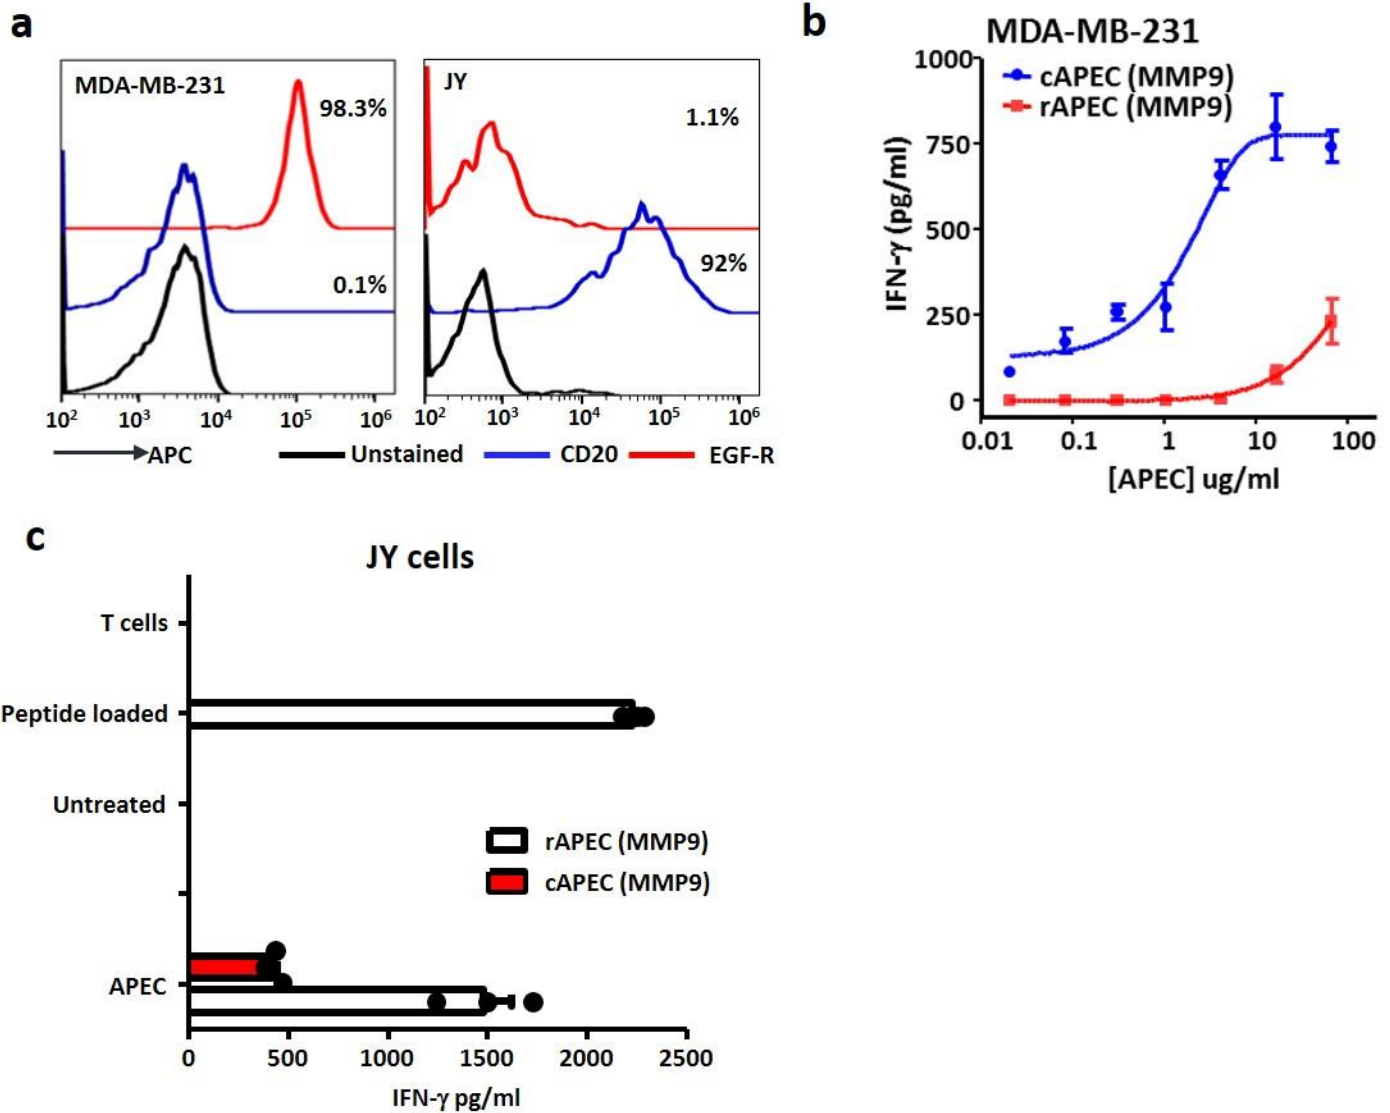 a
MDA-MB-231
98.3%
0.1%
10² 10³ 10⁴ 10⁵ 10⁶
JY
1.1%
92%
10² 10³ 10⁴ 10⁵ 10⁶
APC Unstained CD20 EGF-R
b
MDA-MB-231
cAPEC (MMP9)
rAPEC (MMP9)
IFN-γ (pg/ml)
1000
750
500
250
0
0.01 0.1 1 10 100
[APEC] ug/ml
c
JY cells
T cells
Peptide loaded
Untreated
rAPEC (MMP9)
cAPEC (MMP9)
APEC
0 500 1000 1500 2000 2500
IFN-γ pg/ml